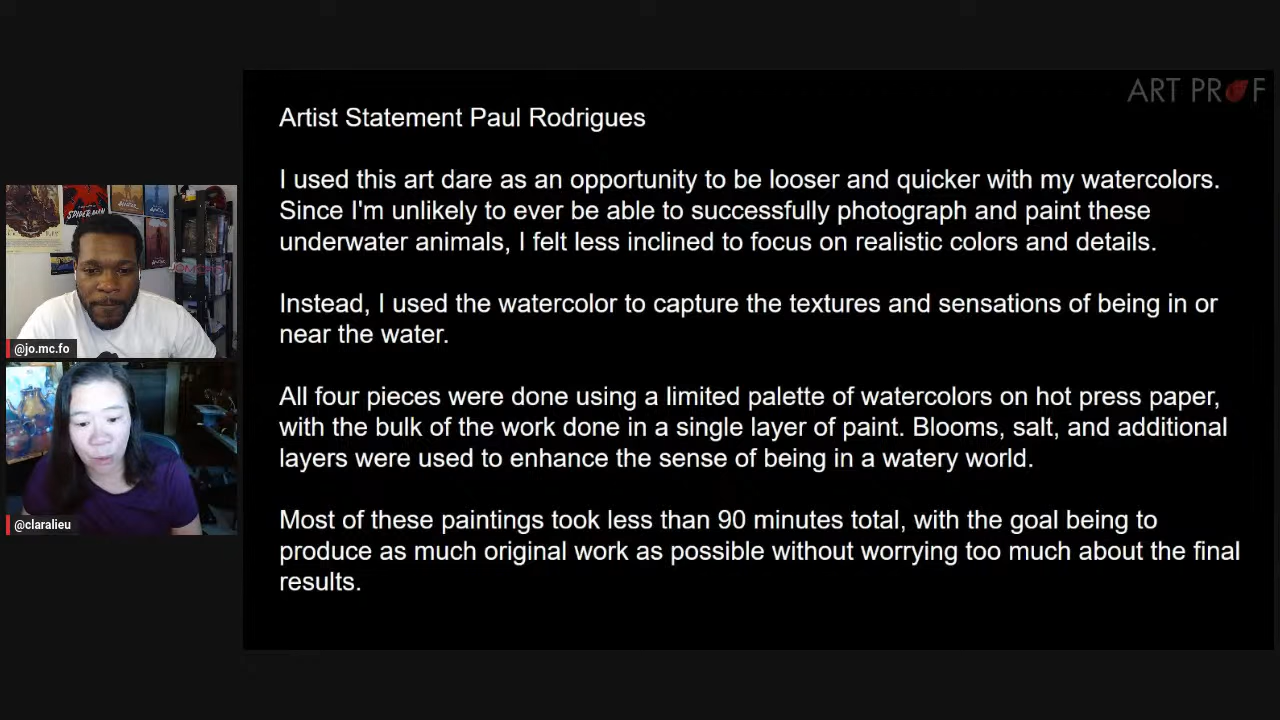 ART PROF
Artist Statement Paul Rodrigues
I used this art dare as an opportunity to be looser and quicker with my watercolors.
Since I'm unlikely to ever be able to successfully photograph and paint these
underwater animals, I felt less inclined to focus on realistic colors and details.
Instead, I used the watercolor to capture the textures and sensations of being in or
near the water.
All four pieces were done using a limited palette of watercolors on hot press paper,
with the bulk of the work done in a single layer of paint. Blooms, salt, and additional
layers were used to enhance the sense of being in a watery world.
Most of these paintings took less than 90 minutes total, with the goal being to
produce as much original work as possible without worrying too much about the final
results.
SPIDER-MAN
@jo.mc.fo
@claralieu